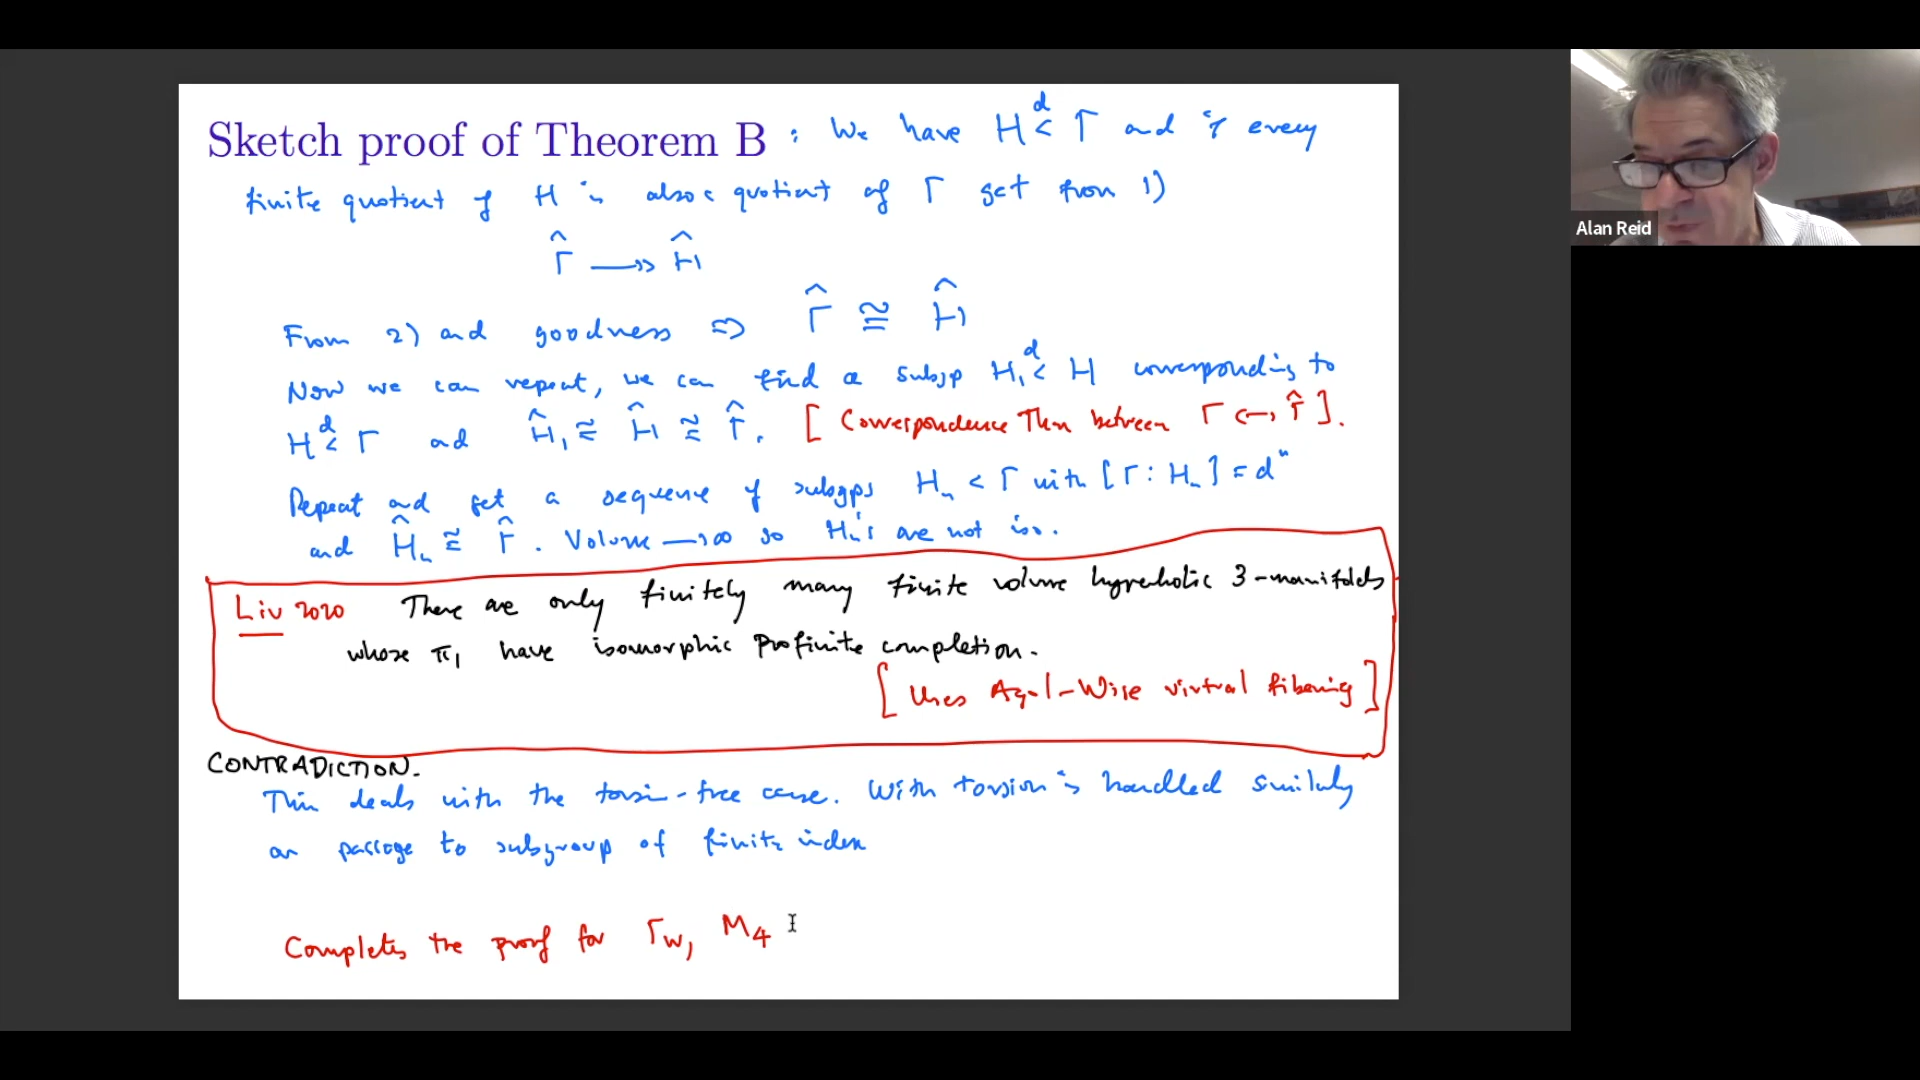 Sketch proof of Theorem B : We have H <^d Γ and if every
finite quotient of H is also a quotient of Γ get from 1)
Γ̂ ↠ Ĥ
From 2) and goodness ⇒ Γ̂ ≅ Ĥ
Now we can repeat, we can find a subgp H₁ <^d H corresponding to
H <^d Γ and Ĥ₁ ≅ Ĥ ≅ Γ̂. [Correspondence Thm between Γ ↔ Γ̂].
Repeat and get a sequence of subgps Hₙ < Γ with [Γ : Hₙ] = dⁿ
and Ĥₙ ≅ Γ̂. Volume → ∞ so Hₙ's are not iso.
Liu 2020 There are only finitely many finite volume hyperbolic 3-manifolds
whose π₁ have isomorphic profinite completion.
[Uses Agol-Wise virtual fibering]
CONTRADICTION.
This deals with the torsion-free case. With torsion is handled similarly
on passage to subgroup of finite index
Completes the proof for Γ_W, M₄
Alan Reid